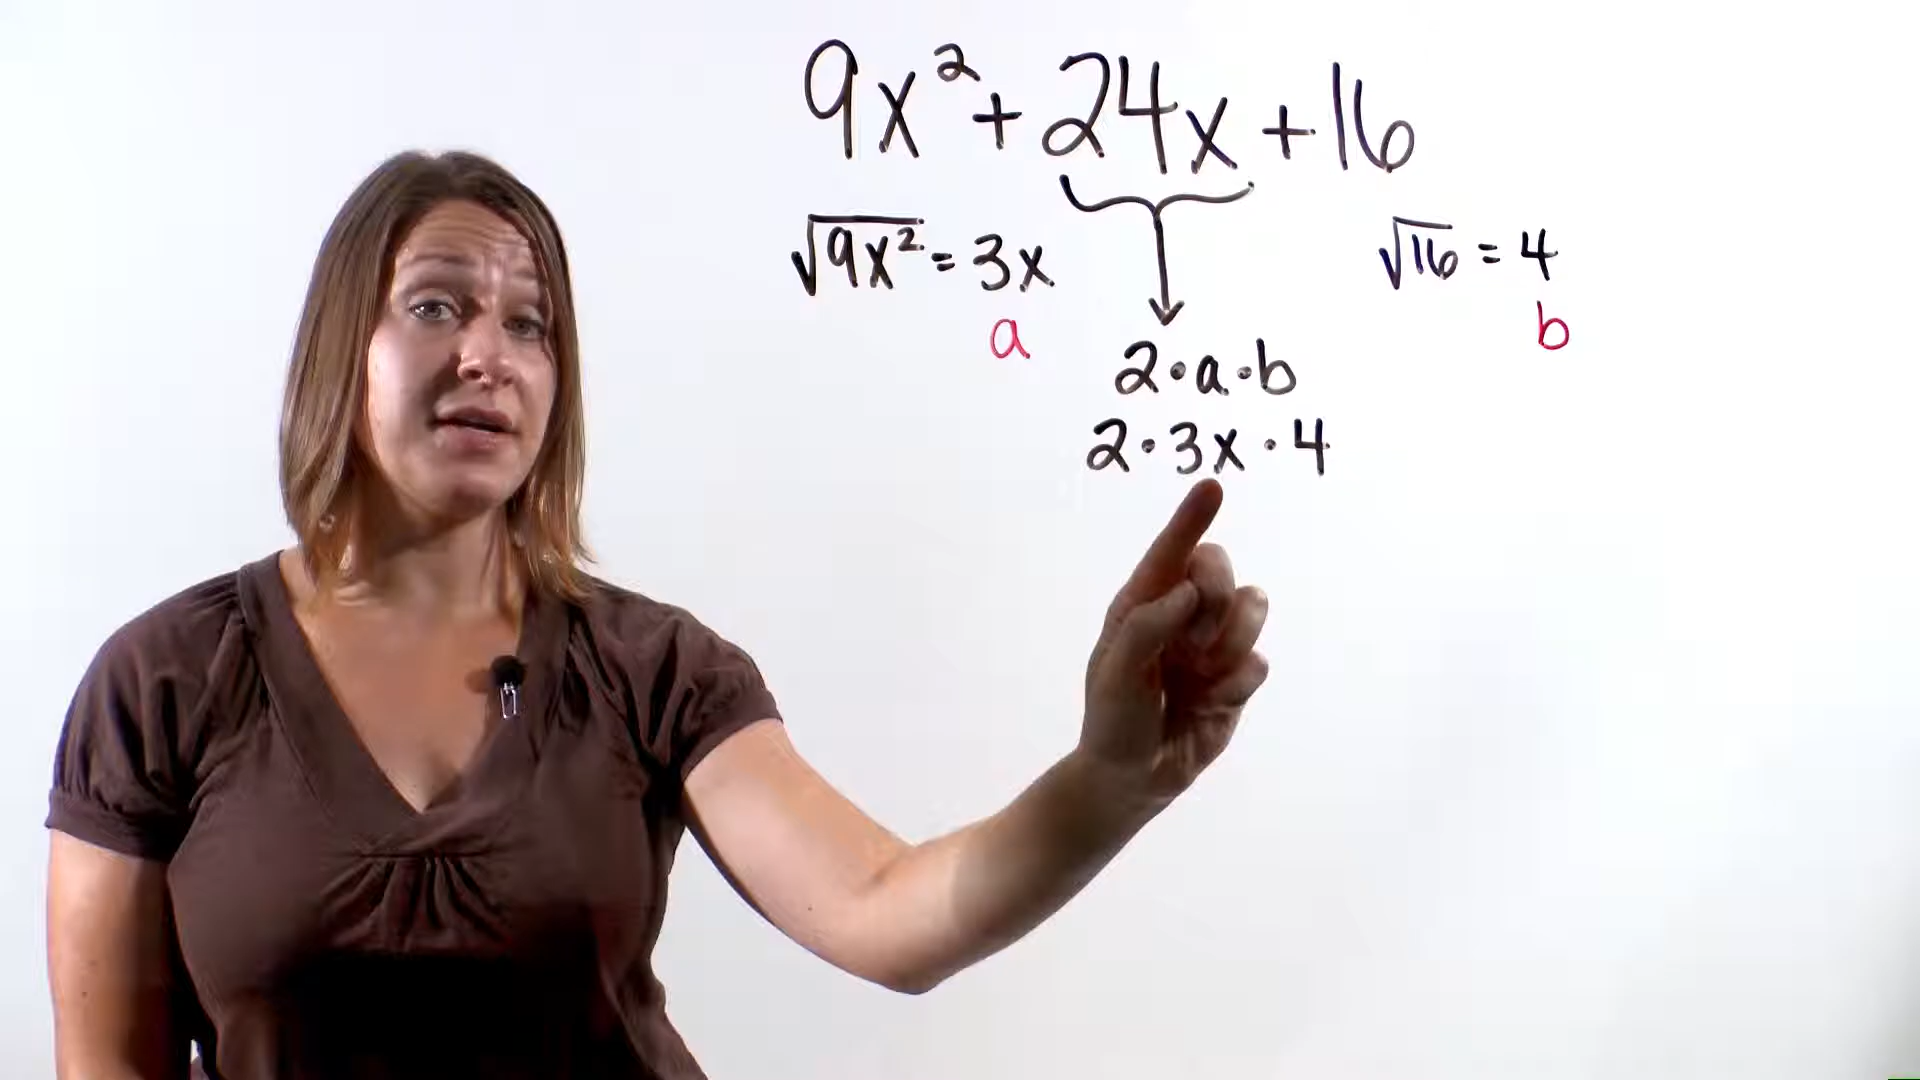 9x² + 24x + 16
√9x² = 3x
√16 = 4
a
b
2·a·b
2·3x·4